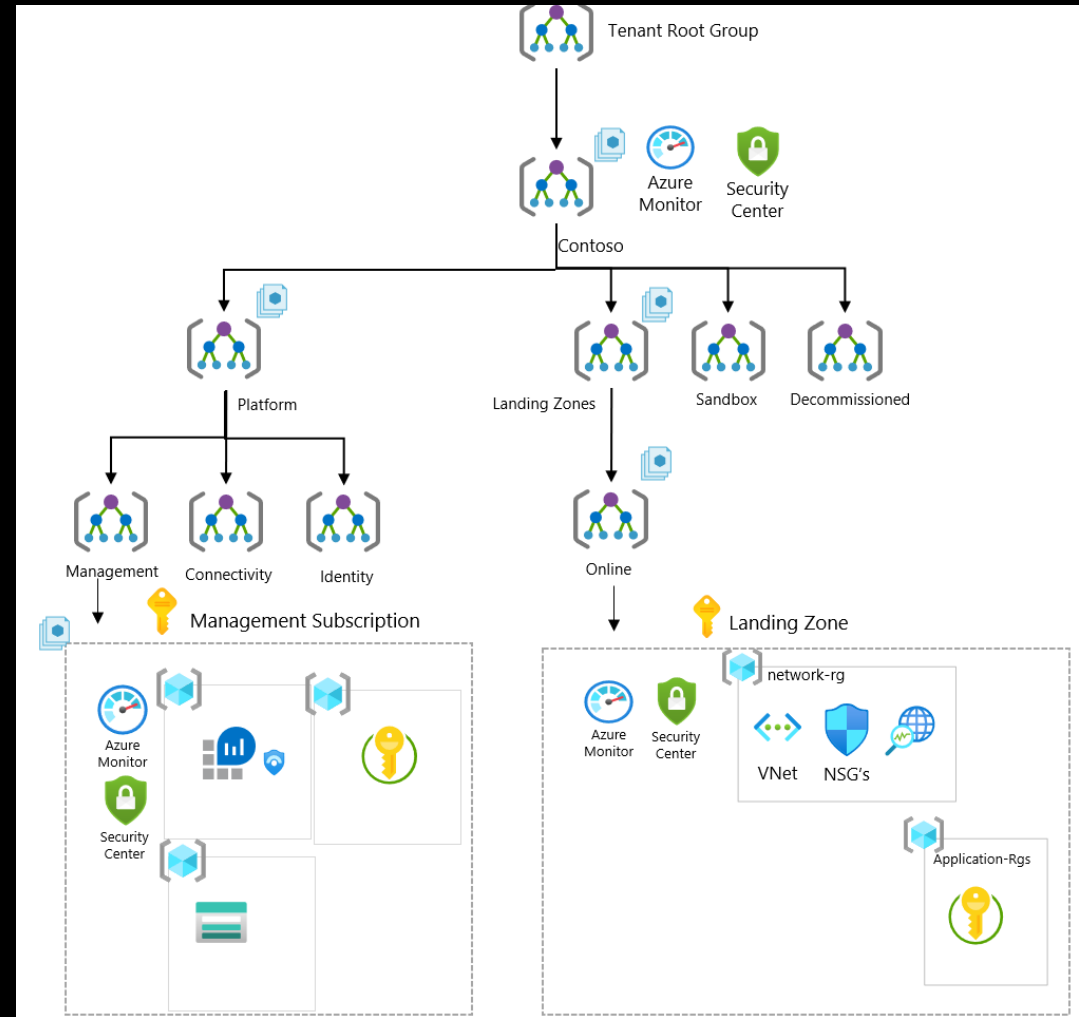 Tenant Root Group
Azure
Monitor
Security
Center
Contoso
Platform
Landing Zones
Sandbox
Decommissioned
Management
Connectivity
Identity
Online
Management Subscription
Landing Zone
Azure
Monitor
Security
Center
Azure
Monitor
Security
Center
network-rg
VNet
NSG's
Application-Rgs